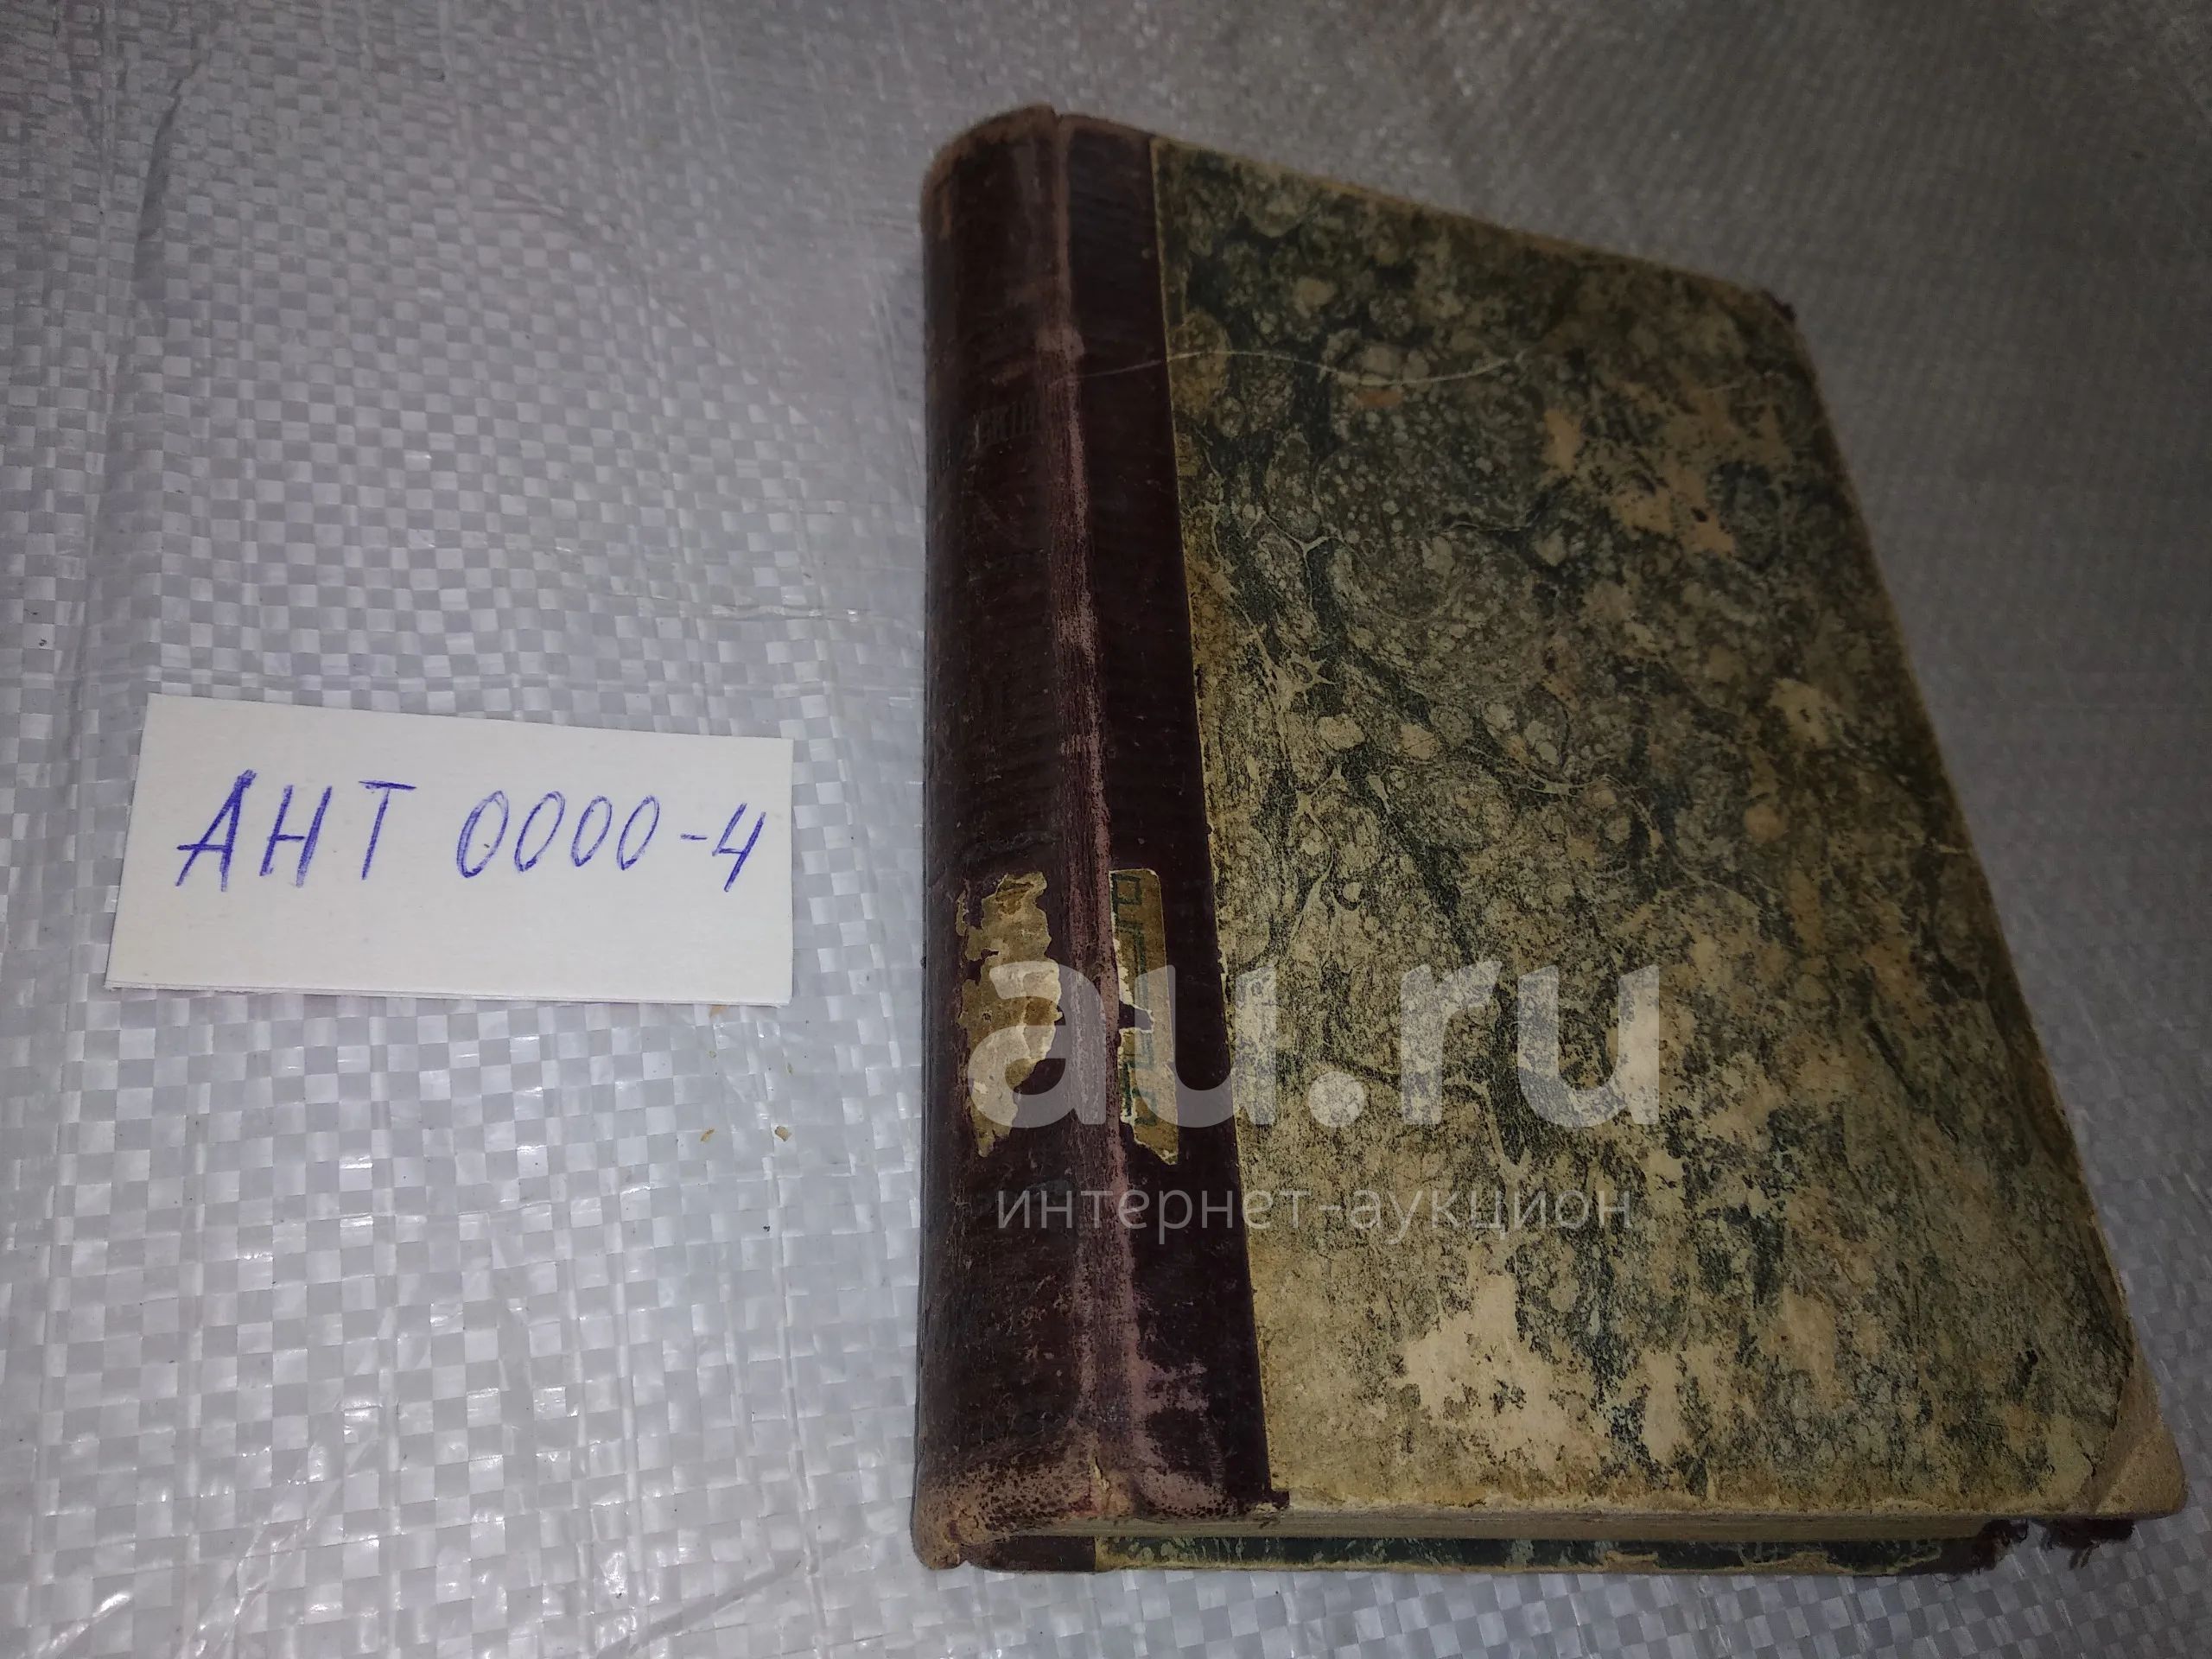 АНТ 0000-4
au.ru
интернет-аукцион